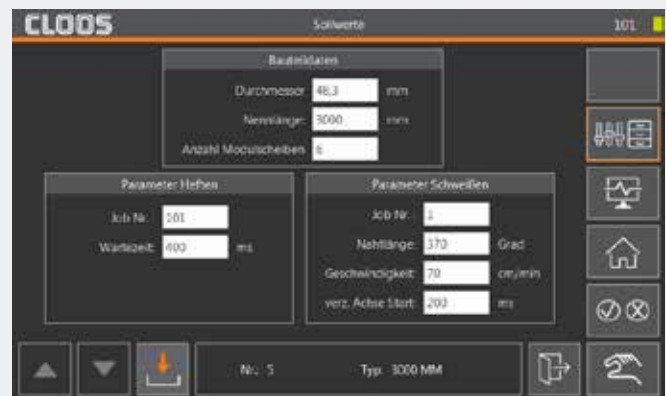 CLOOS Sollwerte 101
Bauteildaten
Durchmesser 48,3 mm
Nennlänge: 3000 mm
Anzahl Modulscheiben 6
Parameter Heften
Job Nr. 101
Wartezeit: 400 ms
Parameter Schweißen
Job Nr.: 1
Nahtlänge: 370 Grad
Geschwindigkeit: 70 cm/min
verz. Achse Start: 200 ms
Nr.: 5 Typ: 3000 MM